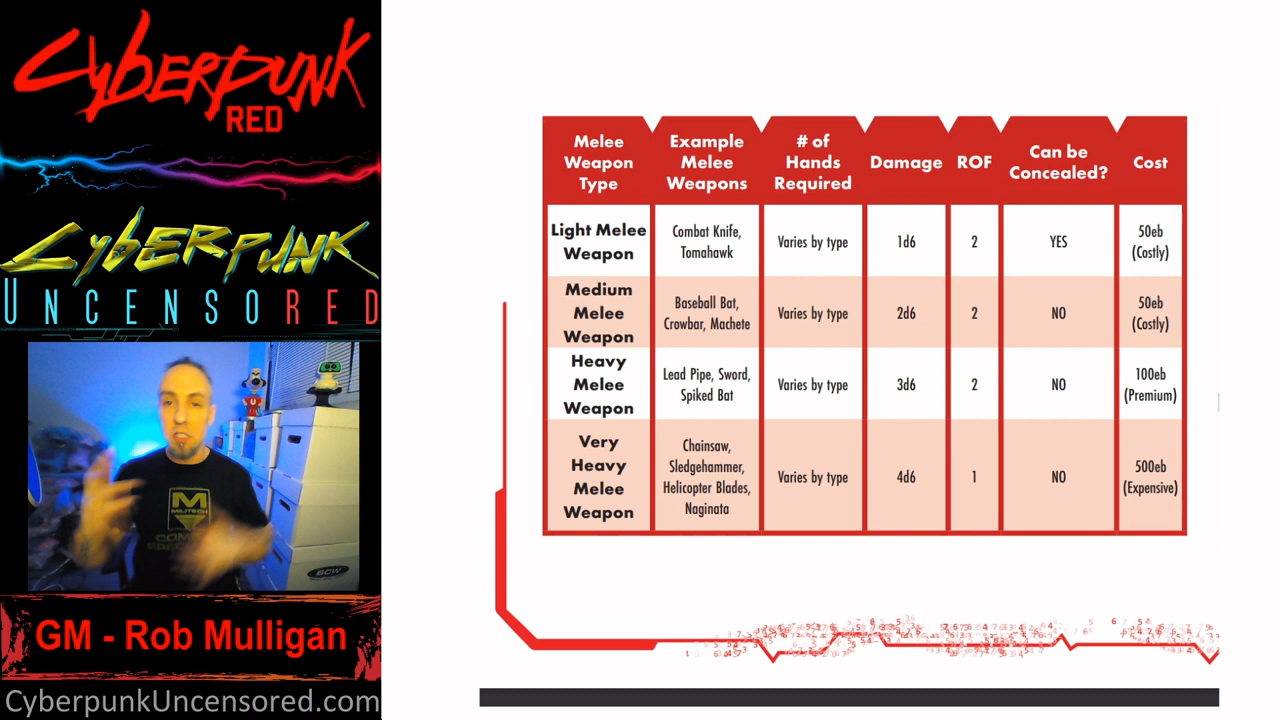 Cyberpunk
RED
Cyberpunk
UNCENSORED
M
MILITECH
BCW
GM - Rob Mulligan
CyberpunkUncensored.com
Melee
Weapon
Type
Example
Melee
Weapons
# of
Hands
Required
Damage
ROF
Can be
Concealed?
Cost
Light Melee
Weapon
Combat Knife,
Tomahawk
Varies by type
1d6
2
YES
50eb
(Costly)
Medium
Melee
Weapon
Baseball Bat,
Crowbar, Machete
Varies by type
2d6
2
NO
50eb
(Costly)
Heavy
Melee
Weapon
Lead Pipe, Sword,
Spiked Bat
Varies by type
3d6
2
NO
100eb
(Premium)
Very
Heavy
Melee
Weapon
Chainsaw,
Sledgehammer,
Helicopter Blades,
Naginata
Varies by type
4d6
1
NO
500eb
(Expensive)